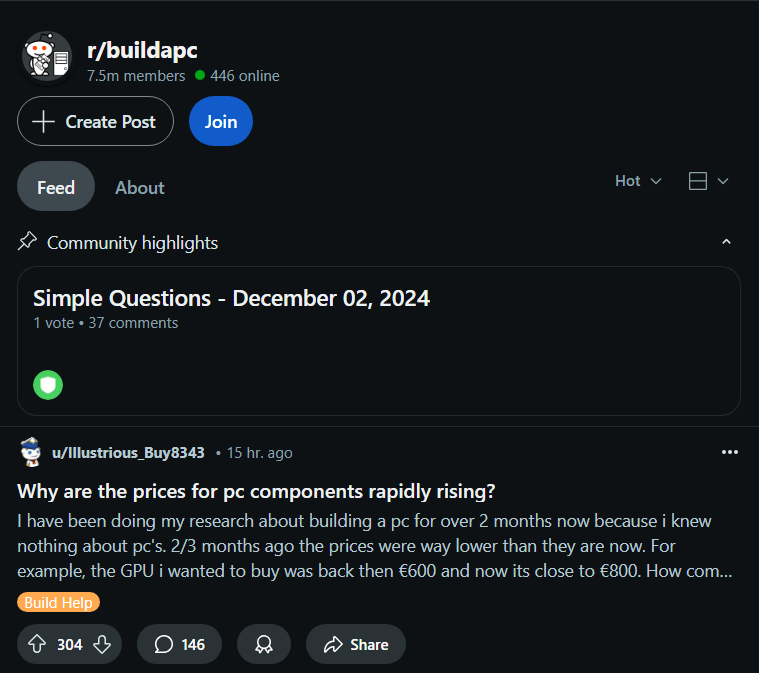 r/buildapc
7.5m members 446 online
Create Post Join
Feed About Hot
Community highlights
Simple Questions - December 02, 2024
1 vote • 37 comments
u/Illustrious_Buy8343 • 15 hr. ago
Why are the prices for pc components rapidly rising?
I have been doing my research about building a pc for over 2 months now because i knew
nothing about pc's. 2/3 months ago the prices were way lower than they are now. For
example, the GPU i wanted to buy was back then €600 and now its close to €800. How com...
Build Help
304 146 Share